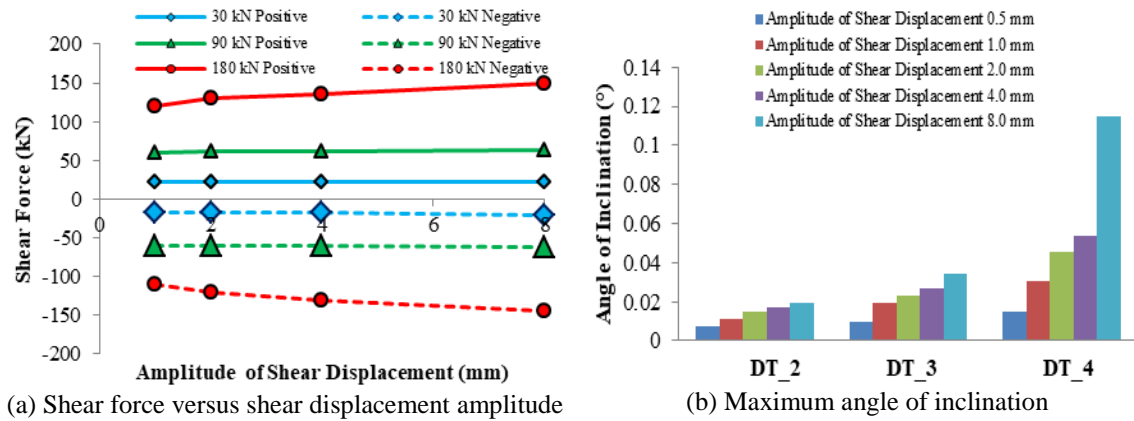 30 kN Positive
30 kN Negative
90 kN Positive
90 kN Negative
180 kN Positive
180 kN Negative
200
150
100
50
0
-50
-100
-150
-200
0
2
4
6
8
Shear Force (kN)
Amplitude of Shear Displacement (mm)
(a) Shear force versus shear displacement amplitude
Amplitude of Shear Displacement 0.5 mm
Amplitude of Shear Displacement 1.0 mm
Amplitude of Shear Displacement 2.0 mm
Amplitude of Shear Displacement 4.0 mm
Amplitude of Shear Displacement 8.0 mm
0.14
0.12
0.1
0.08
0.06
0.04
0.02
0
Angle of Inclination (°)
DT_2
DT_3
DT_4
(b) Maximum angle of inclination